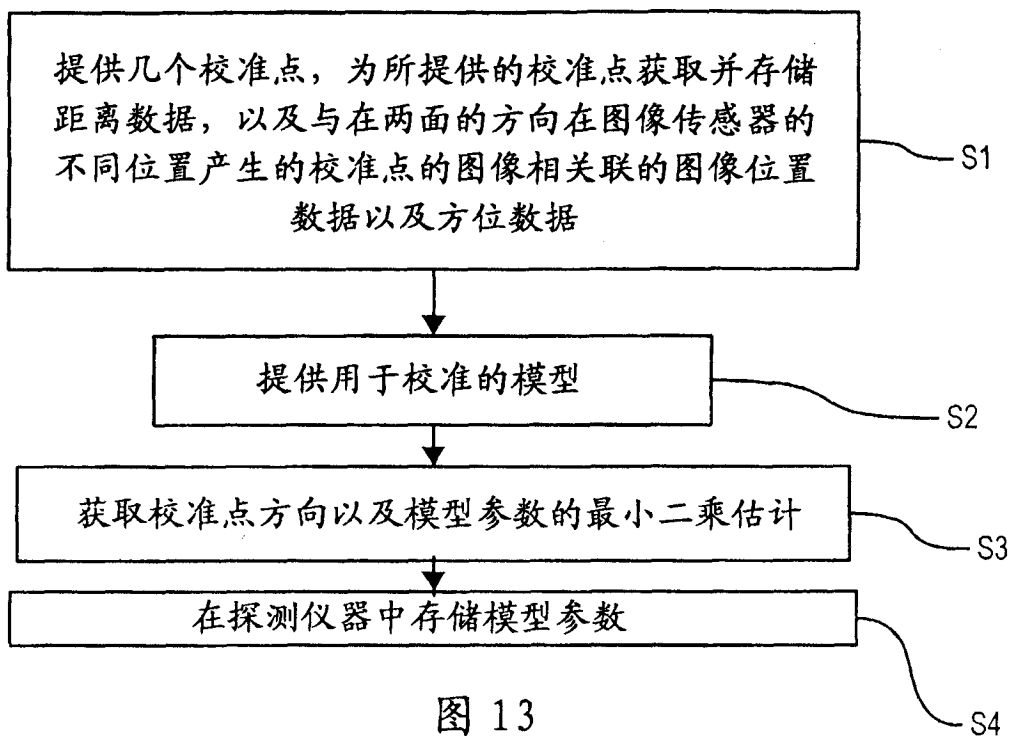 提供几个校准点，为所提供的校准点获取并存储
距离数据，以及与在两面的方向在图像传感器的
不同位置产生的校准点的图像相关联的图像位置
数据以及方位数据
S1
提供用于校准的模型
S2
获取校准点方向以及模型参数的最小二乘估计
S3
在探测仪器中存储模型参数
S4
图 13